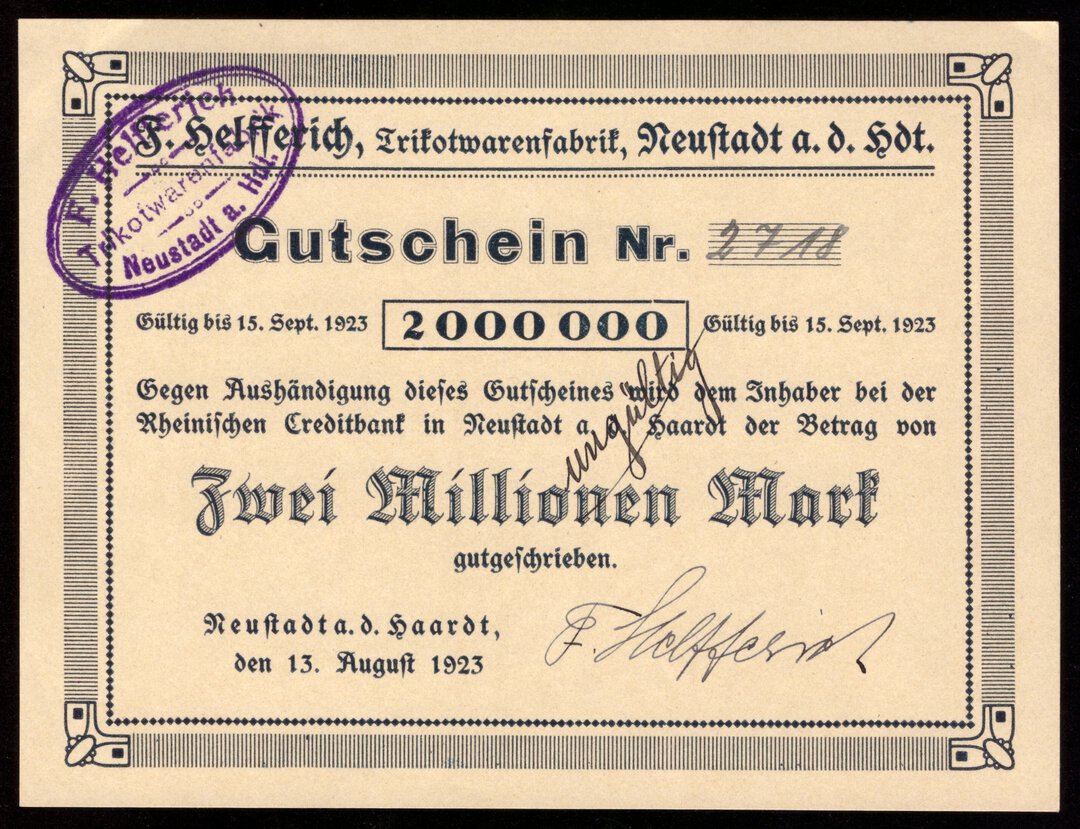 F. Helfferich
Trikotwarenfabrik
Neustadt a. Hdt.
F. Helfferich, Trikotwarenfabrik, Neustadt a. d. Hdt.
Gutschein Nr. 2718
Gültig bis 15. Sept. 1923 2000000 Gültig bis 15. Sept. 1923
Gegen Aushändigung dieses Gutscheines wird dem Inhaber bei der
Rheinischen Creditbank in Neustadt a. d. Haardt der Betrag von
ungültig
Zwei Millionen Mark
gutgeschrieben.
Neustadt a. d. Haardt,
den 13. August 1923
F. Helfferich